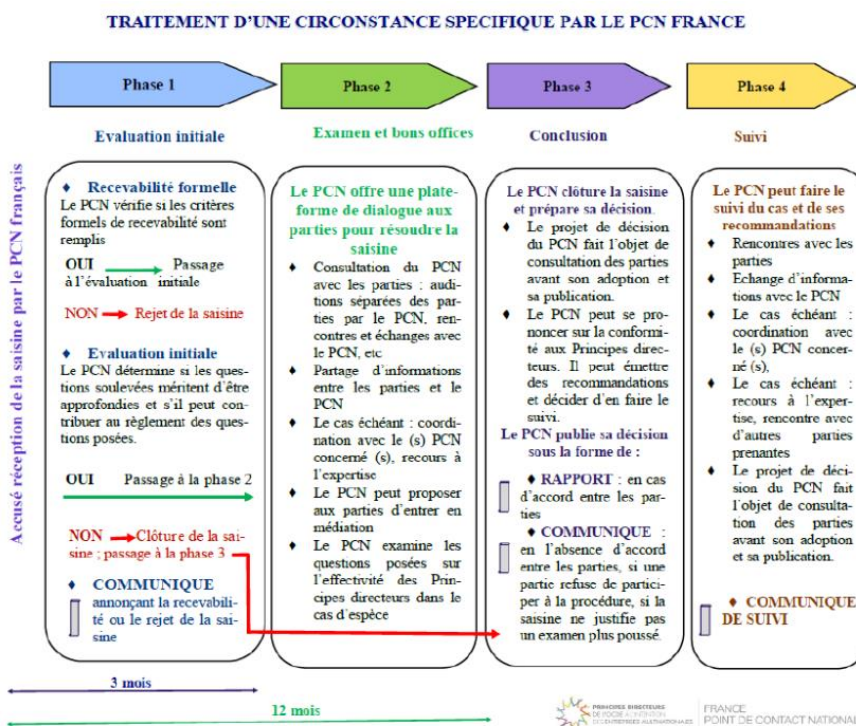 TRAITEMENT D'UNE CIRCONSTANCE SPECIFIQUE PAR LE PCN FRANCE
Accusé réception de la saisine par le PCN français
Phase 1
Evaluation initiale
♦ Recevabilité formelle
Le PCN vérifie si les critères
formels de recevabilité sont
remplis
OUI Passage
à l'évaluation initiale
NON Rejet de la saisine
♦ Evaluation initiale
Le PCN détermine si les ques-
tions soulevées méritent d'être
approfondies et s'il peut con-
tribuer au règlement des ques-
tions posées.
OUI Passage à la phase 2
NON Clôture de la sai-
sine ; passage à la phase 3
♦ COMMUNIQUE
annonçant la recevabili-
té ou le rejet de la sai-
sine
3 mois
Phase 2
Examen et bons offices
Le PCN offre une plate-
forme de dialogue aux
parties pour résoudre la
saisine
♦ Consultation du PCN
avec les parties : audi-
tions séparées des par-
ties par le PCN, ren-
contres et échanges avec
le PCN, etc
♦ Partage d'informations
entre les parties et le
PCN
♦ Le cas échéant : coordi-
nation avec le (s) PCN
concerné (s), recours à
l'expertise
♦ Le PCN peut proposer
aux parties d'entrer en
médiation
♦ Le PCN examine les
questions posées sur
l'effectivité des Prin-
cipes directeurs dans le
cas d'espèce
12 mois
Phase 3
Conclusion
Le PCN clôture la saisine
et prépare sa décision.
♦ Le projet de décision
du PCN fait l'objet de
consultation des parties
avant son adoption et
sa publication.
♦ Le PCN peut se pro-
noncer sur la conformi-
té aux Principes direc-
teurs. Il peut émettre
des recommandations
et décider d'en faire le
suivi.
Le PCN publie sa décision
sous la forme de :
♦ RAPPORT : en cas
d'accord entre les par-
ties
♦ COMMUNIQUE :
en l'absence d'accord
entre les parties, si une
partie refuse de partici-
per à la procédure, si la
saisine ne justifie pas
un examen plus poussé.
Phase 4
Suivi
Le PCN peut faire le
suivi du cas et de ses
recommandations
♦ Rencontres avec les
parties
♦ Echange d'informa-
tions avec le PCN
♦ Le cas échéant :
coordination avec
le (s) PCN concer-
né (s),
♦ Le cas échéant :
recours à l'exper-
tise, rencontre avec
d'autres parties
prenantes
♦ Le projet de déci-
sion du PCN fait
l'objet de consulta-
tion des parties
avant son adoption
et sa publication.
♦ COMMUNIQUE
DE SUIVI
PRINCIPES DIRECTEURS
DE L'OCDE À L'INTENTION
DES ENTREPRISES MULTINATIONALES
FRANCE
POINT DE CONTACT NATIONAL